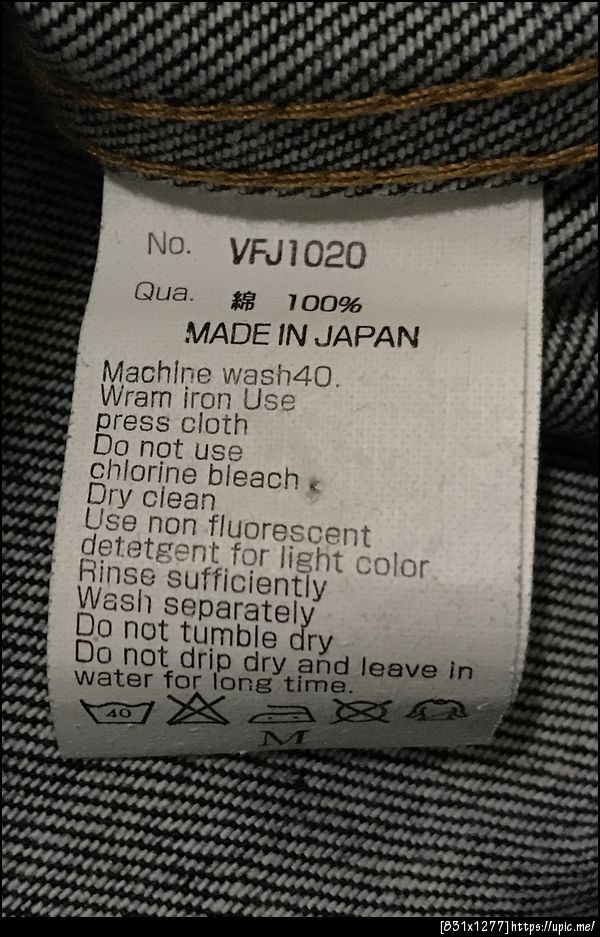 No. VFJ1020
Qua. 綿 100%
MADE IN JAPAN
Machine wash40.
Wram iron Use
press cloth
Do not use
chlorine bleach
Dry clean
Use non fluorescent
detetgent for light color
Rinse sufficiently
Wash separately
Do not tumble dry
Do not drip dry and leave in
water for long time.
40
M
[831x1277]https://upic.me/